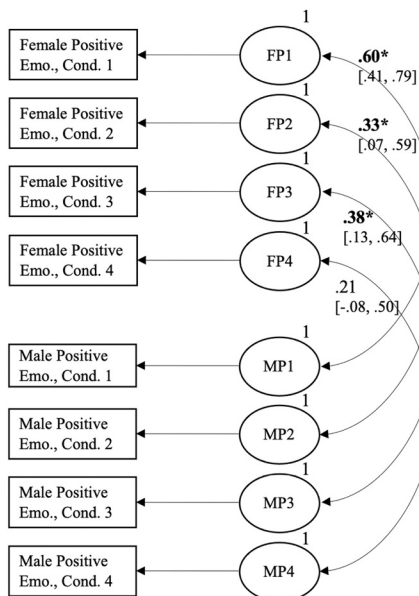 1
Female Positive
Emo., Cond. 1
FP1
.60*
[.41, .79]
1
Female Positive
Emo., Cond. 2
FP2
.33*
[.07, .59]
1
Female Positive
Emo., Cond. 3
FP3
.38*
[.13, .64]
1
Female Positive
Emo., Cond. 4
FP4
.21
[-.08, .50]
1
Male Positive
Emo., Cond. 1
MP1
1
Male Positive
Emo., Cond. 2
MP2
1
Male Positive
Emo., Cond. 3
MP3
1
Male Positive
Emo., Cond. 4
MP4